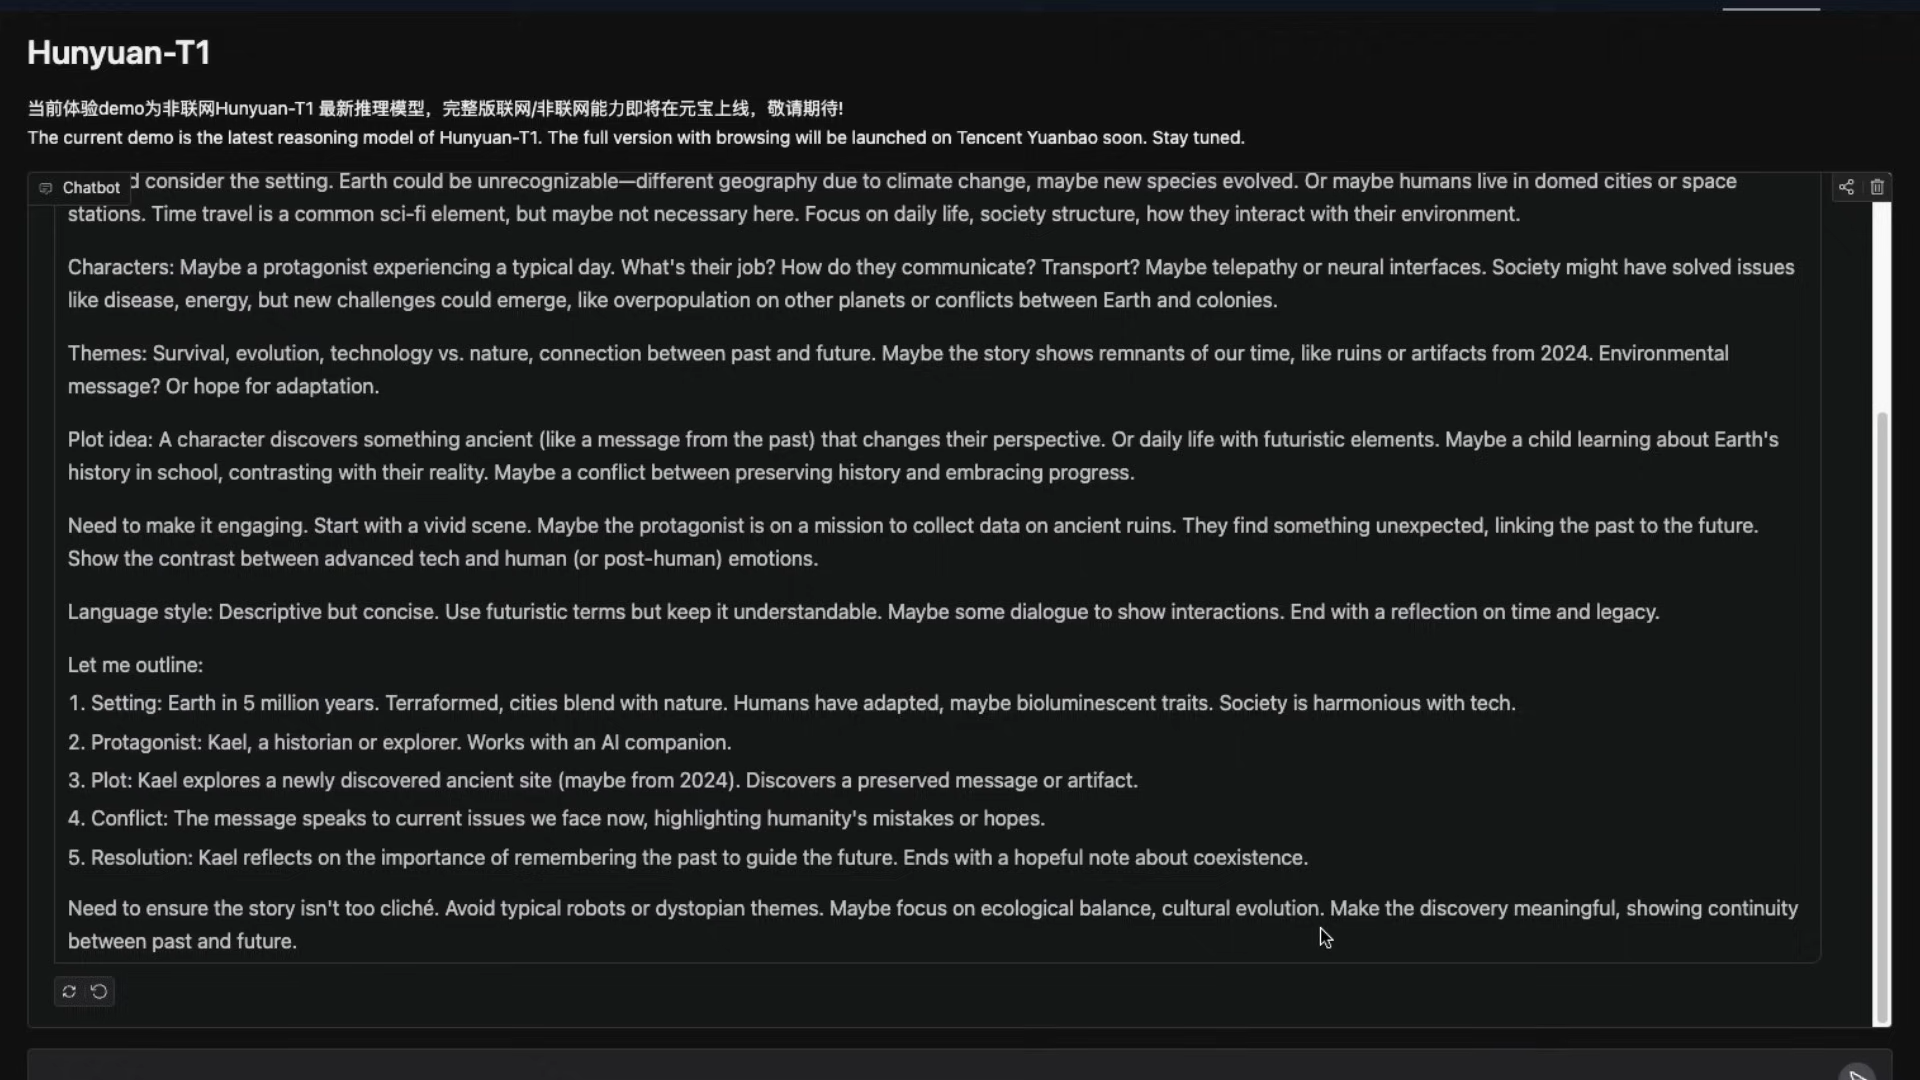 Hunyuan-T1
当前体验demo为非联网Hunyuan-T1 最新推理模型，完整版联网/非联网能力即将在元宝上线，敬请期待!
The current demo is the latest reasoning model of Hunyuan-T1. The full version with browsing will be launched on Tencent Yuanbao soon. Stay tuned.
Chatbot
consider the setting. Earth could be unrecognizable—different geography due to climate change, maybe new species evolved. Or maybe humans live in domed cities or space
stations. Time travel is a common sci-fi element, but maybe not necessary here. Focus on daily life, society structure, how they interact with their environment.
Characters: Maybe a protagonist experiencing a typical day. What's their job? How do they communicate? Transport? Maybe telepathy or neural interfaces. Society might have solved issues
like disease, energy, but new challenges could emerge, like overpopulation on other planets or conflicts between Earth and colonies.
Themes: Survival, evolution, technology vs. nature, connection between past and future. Maybe the story shows remnants of our time, like ruins or artifacts from 2024. Environmental
message? Or hope for adaptation.
Plot idea: A character discovers something ancient (like a message from the past) that changes their perspective. Or daily life with futuristic elements. Maybe a child learning about Earth's
history in school, contrasting with their reality. Maybe a conflict between preserving history and embracing progress.
Need to make it engaging. Start with a vivid scene. Maybe the protagonist is on a mission to collect data on ancient ruins. They find something unexpected, linking the past to the future.
Show the contrast between advanced tech and human (or post-human) emotions.
Language style: Descriptive but concise. Use futuristic terms but keep it understandable. Maybe some dialogue to show interactions. End with a reflection on time and legacy.
Let me outline:
1. Setting: Earth in 5 million years. Terraformed, cities blend with nature. Humans have adapted, maybe bioluminescent traits. Society is harmonious with tech.
2. Protagonist: Kael, a historian or explorer. Works with an AI companion.
3. Plot: Kael explores a newly discovered ancient site (maybe from 2024). Discovers a preserved message or artifact.
4. Conflict: The message speaks to current issues we face now, highlighting humanity's mistakes or hopes.
5. Resolution: Kael reflects on the importance of remembering the past to guide the future. Ends with a hopeful note about coexistence.
Need to ensure the story isn't too cliché. Avoid typical robots or dystopian themes. Maybe focus on ecological balance, cultural evolution. Make the discovery meaningful, showing continuity
between past and future.